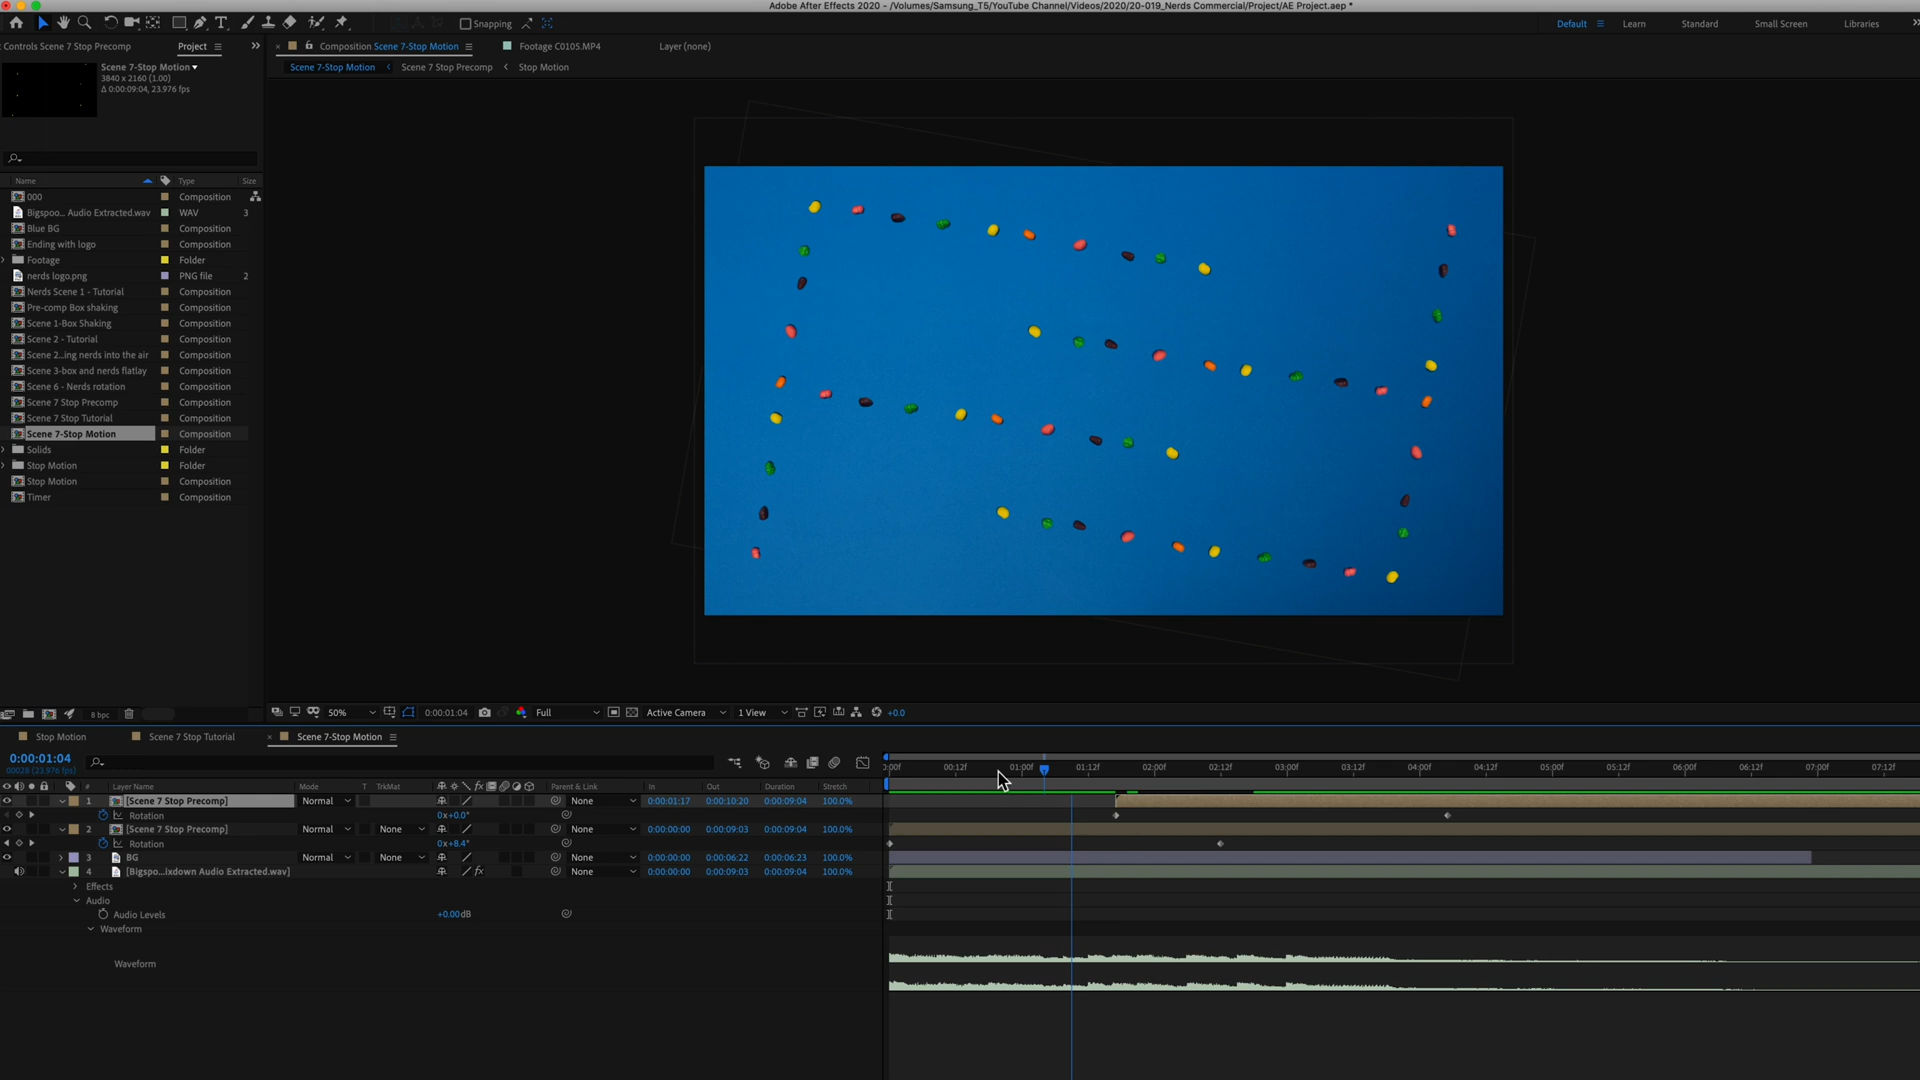 Adobe After Effects 2020 - /Volumes/Samsung_T5/YouTube Channel/Videos/2020/20-019_Nerds Commercial/Project/AE Project.aep *
Snapping
Default
Learn
Standard
Small Screen
Libraries
Controls Scene 7 Stop Precomp
Project
Composition Scene 7-Stop Motion
Footage C0105.MP4
Layer (none)
Scene 7-Stop Motion
Scene 7 Stop Precomp
Stop Motion
Scene 7-Stop Motion
3840 x 2160 (1.00)
Δ 0:00:09:04, 23.976 fps
Name Type Size
000 Composition
Bigspoo... Audio Extracted.wav WAV 3
Blue BG Composition
Ending with logo Composition
Footage Folder
nerds logo.png PNG file 2
Nerds Scene 1 - Tutorial Composition
Pre-comp Box shaking Composition
Scene 1-Box Shaking Composition
Scene 2 - Tutorial Composition
Scene 2...ing nerds into the air Composition
Scene 3-box and nerds flatlay Composition
Scene 6 - Nerds rotation Composition
Scene 7 Stop Precomp Composition
Scene 7 Stop Tutorial Composition
Scene 7-Stop Motion Composition
Solids Folder
Stop Motion Folder
Stop Motion Composition
Timer Composition
8 bpc
50% 0:00:01:04 Full Active Camera 1 View +0.0
Stop Motion
Scene 7 Stop Tutorial
Scene 7-Stop Motion
0:00:01:04
00028 (23.976 fps)
0:00f 00:12f 01:00f 01:12f 02:00f 02:12f 03:00f 03:12f 04:00f 04:12f 05:00f 05:12f 06:00f 06:12f 07:00f 07:12f
# Layer Name Mode T TrkMat fx Parent & Link In Out Duration Stretch
1 [Scene 7 Stop Precomp] Normal None 0:00:01:17 0:00:10:20 0:00:09:04 100.0%
Rotation 0x+0.0°
2 [Scene 7 Stop Precomp] Normal None None 0:00:00:00 0:00:09:03 0:00:09:04 100.0%
Rotation 0x+8.4°
3 BG Normal None None 0:00:00:00 0:00:06:22 0:00:06:23 100.0%
4 [Bigspo...ixdown Audio Extracted.wav] fx None 0:00:00:00 0:00:09:03 0:00:09:04 100.0%
Effects
Audio
Audio Levels +0.00dB
Waveform
Waveform